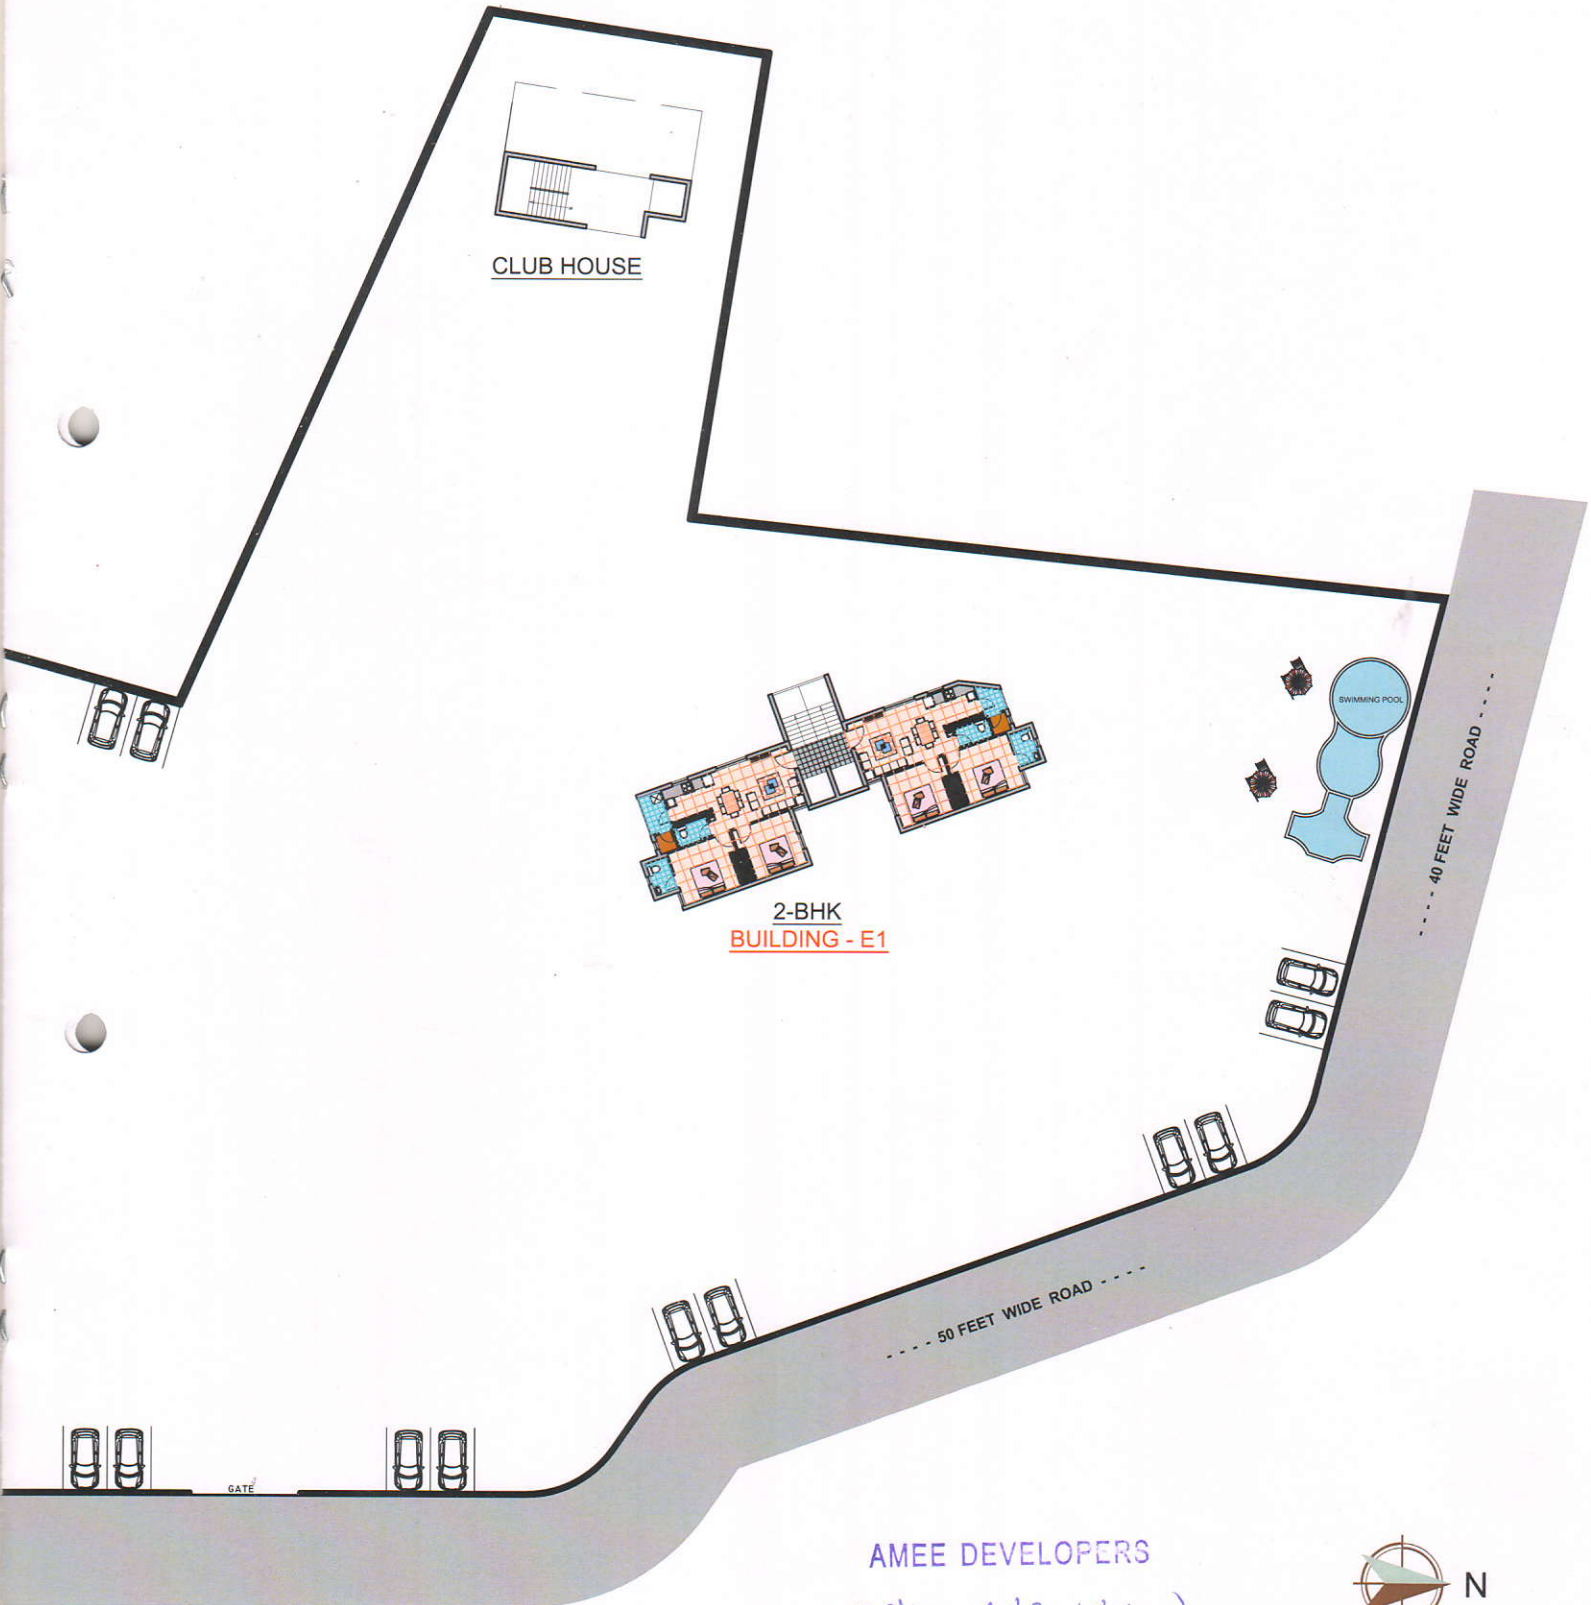 CLUB HOUSE
SWIMMING POOL
- - - - 40 FEET WIDE ROAD - - - -
2-BHK
BUILDING - E1
- - - - 50 FEET WIDE ROAD - - - -
GATE
AMEE DEVELOPERS
N